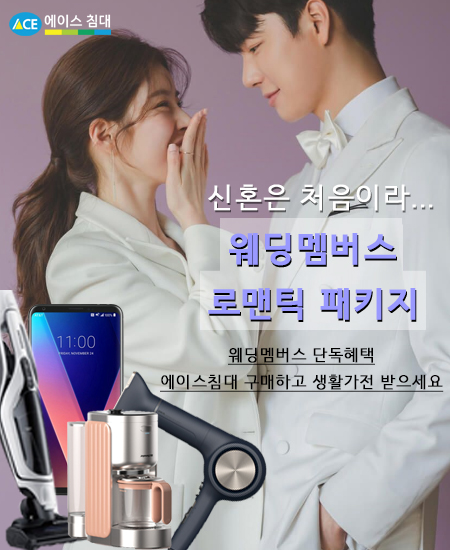 ACE 에이스 침대
신혼은 처음이라...
웨딩멤버스
로맨틱 패키지
웨딩멤버스 단독혜택
에이스침대 구매하고 생활가전 받으세요
11:00